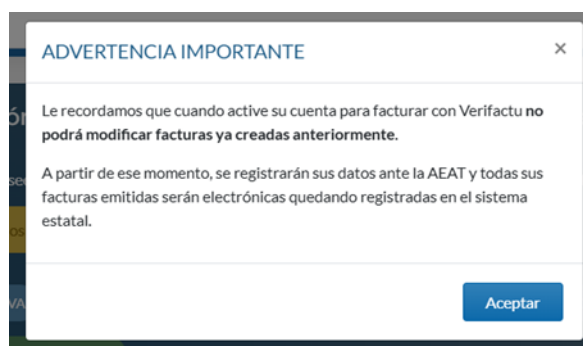 ADVERTENCIA IMPORTANTE
×
Le recordamos que cuando active su cuenta para facturar con Verifactu no
podrá modificar facturas ya creadas anteriormente.
A partir de ese momento, se registrarán sus datos ante la AEAT y todas sus
facturas emitidas serán electrónicas quedando registradas en el sistema
estatal.
Aceptar